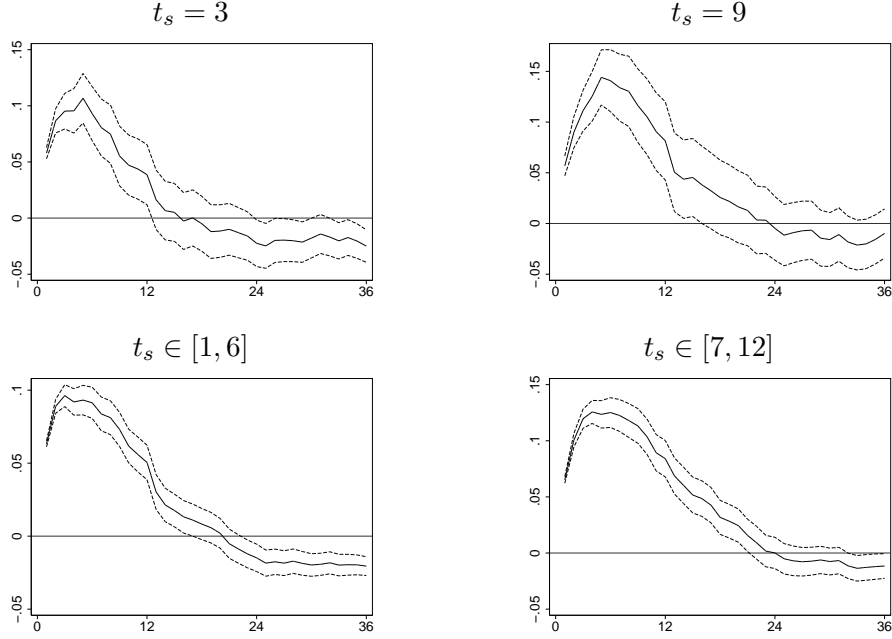 t_s = 3
.15
.1
.05
0
-.05
0 12 24 36
t_s = 9
.15
.1
.05
0
-.05
0 12 24 36
t_s ∈ [1, 6]
.1
.05
0
-.05
0 12 24 36
t_s ∈ [7, 12]
.15
.1
.05
0
-.05
0 12 24 36